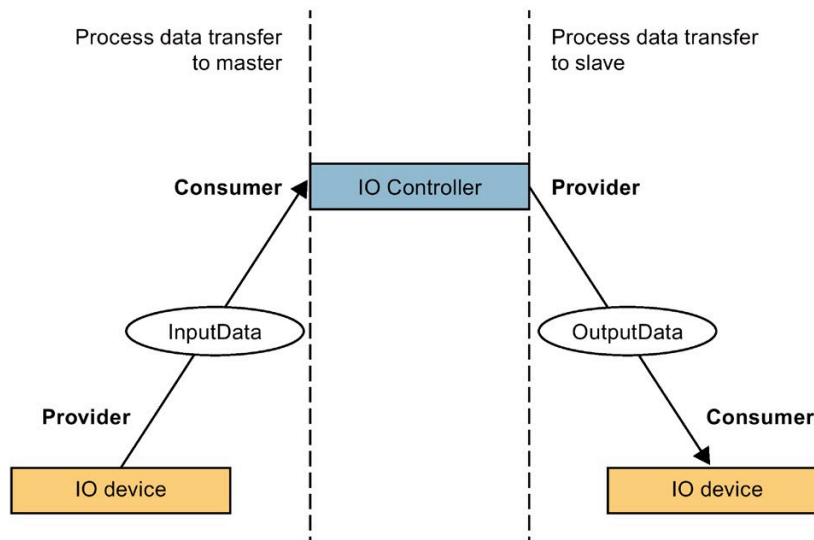 Process data transfer
to master
Process data transfer
to slave
Consumer
IO Controller
Provider
InputData
OutputData
Provider
Consumer
IO device
IO device